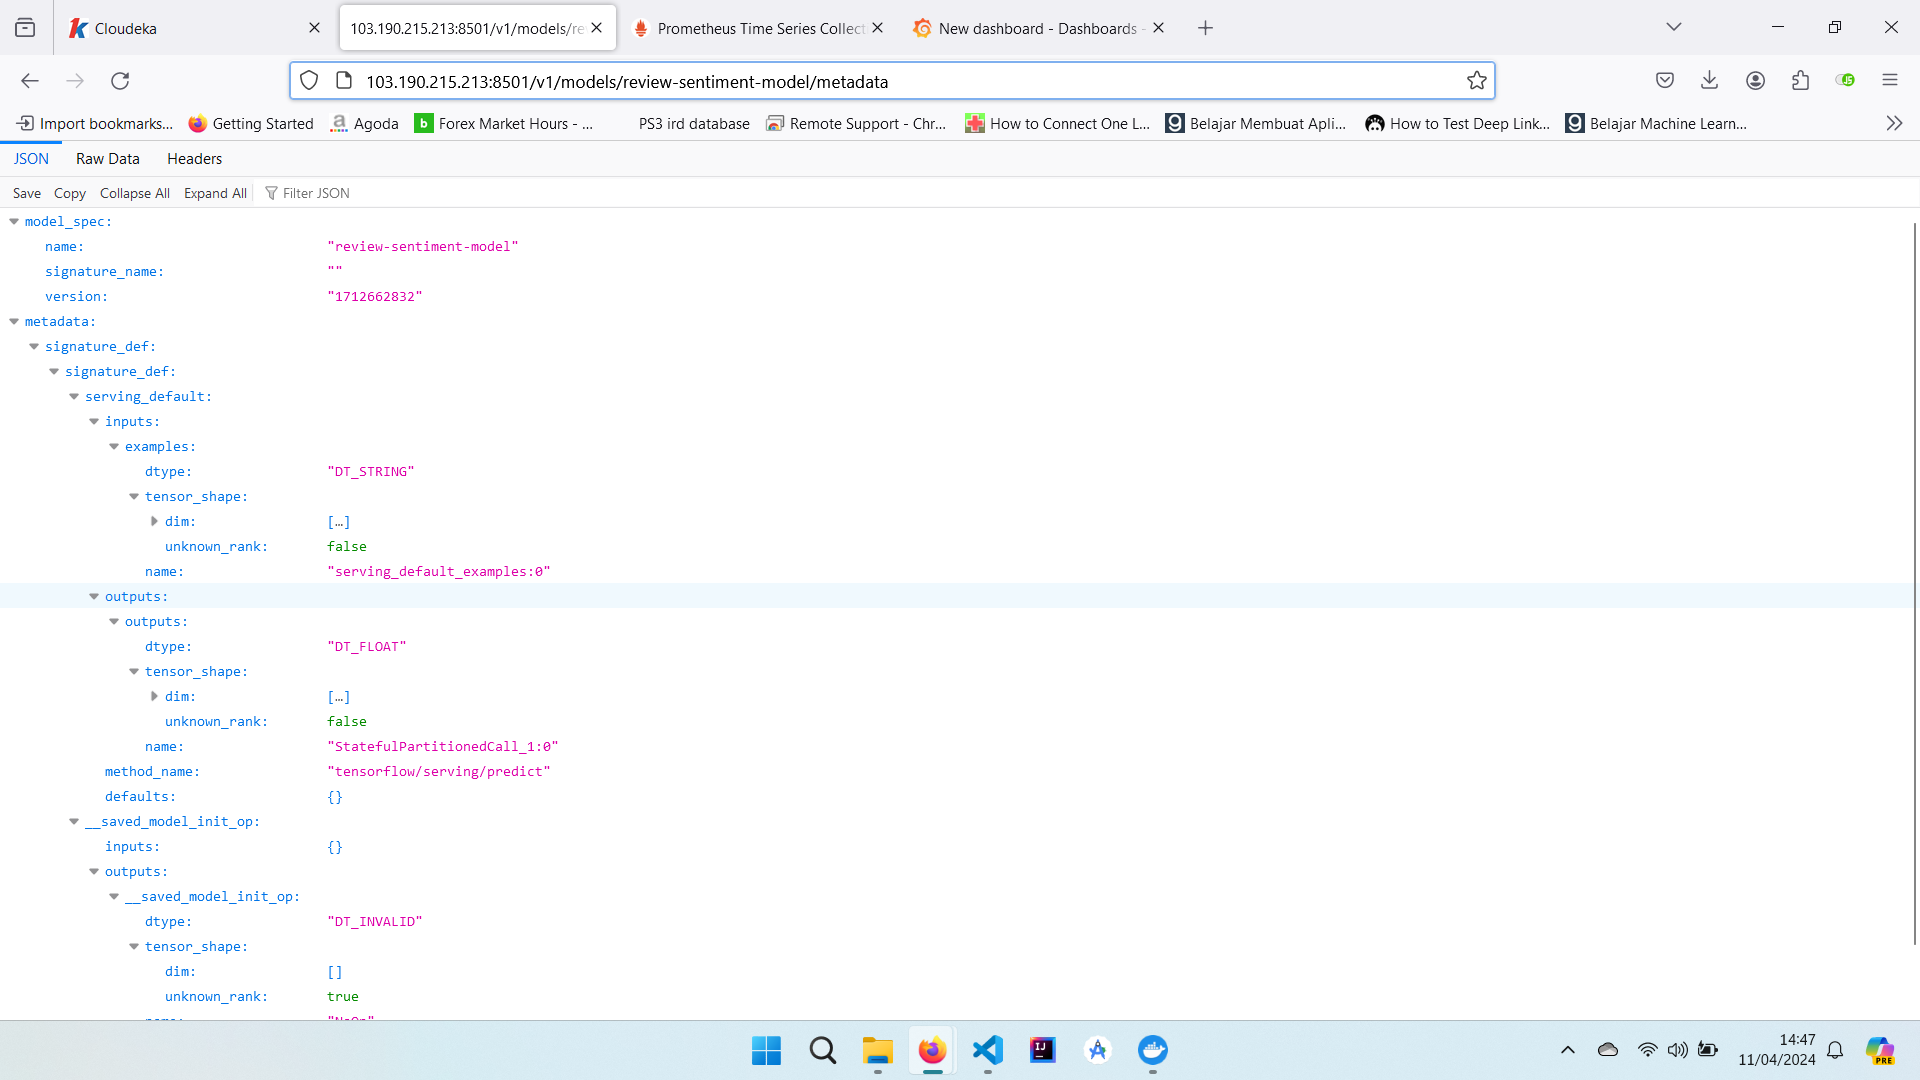 Cloudeka
103.190.215.213:8501/v1/models/re
Prometheus Time Series Collect
New dashboard - Dashboards -
103.190.215.213:8501/v1/models/review-sentiment-model/metadata
Import bookmarks...
Getting Started
Agoda
Forex Market Hours - ...
PS3 ird database
Remote Support - Chr...
How to Connect One L...
Belajar Membuat Apli...
How to Test Deep Link...
Belajar Machine Learn...
JSON Raw Data Headers
Save Copy Collapse All Expand All Filter JSON
model_spec:
name: "review-sentiment-model"
signature_name: ""
version: "1712662832"
metadata:
signature_def:
signature_def:
serving_default:
inputs:
examples:
dtype: "DT_STRING"
tensor_shape:
dim: […]
unknown_rank: false
name: "serving_default_examples:0"
outputs:
outputs:
dtype: "DT_FLOAT"
tensor_shape:
dim: […]
unknown_rank: false
name: "StatefulPartitionedCall_1:0"
method_name: "tensorflow/serving/predict"
defaults: {}
__saved_model_init_op:
inputs: {}
outputs:
__saved_model_init_op:
dtype: "DT_INVALID"
tensor_shape:
dim: []
unknown_rank: true
name: "NoOp"
14:47
11/04/2024
PRE